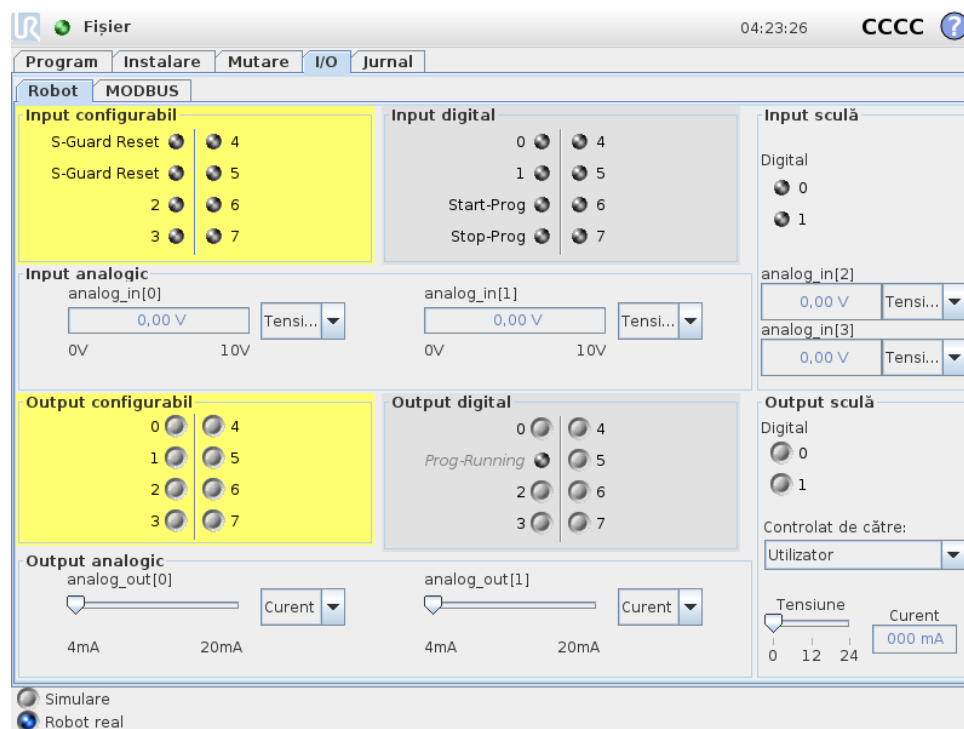 UR Fișier 04:23:26 CCCC ?
Program Instalare Mutare I/O Jurnal
Robot MODBUS
Input configurabil
S-Guard Reset 4
S-Guard Reset 5
2 6
3 7
Input digital
0 4
1 5
Start-Prog 6
Stop-Prog 7
Input sculă
Digital
0
1
Input analogic
analog_in[0]
0,00 V Tensi...
0V 10V
analog_in[1]
0,00 V Tensi...
0V 10V
analog_in[2]
0,00 V Tensi...
analog_in[3]
0,00 V Tensi...
Output configurabil
0 4
1 5
2 6
3 7
Output digital
0 4
Prog-Running 5
2 6
3 7
Output sculă
Digital
0
1
Controlat de către:
Utilizator
Output analogic
analog_out[0]
Curent
4mA 20mA
analog_out[1]
Curent
4mA 20mA
Tensiune
0 12 24
Curent
000 mA
Simulare
Robot real